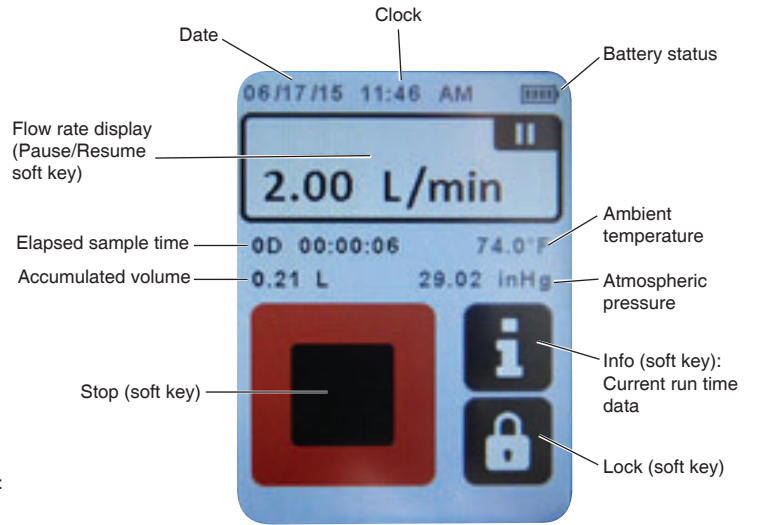 Clock
Date
Battery status
06/17/15 11:46 AM
Flow rate display
(Pause/Resume
soft key)
2.00 L/min
Ambient
temperature
Elapsed sample time
0D 00:00:06 74.0°F
Accumulated volume
0.21 L 29.02 inHg
Atmospheric
pressure
i
Info (soft key):
Current run time
data
Stop (soft key)
Lock (soft key)
: